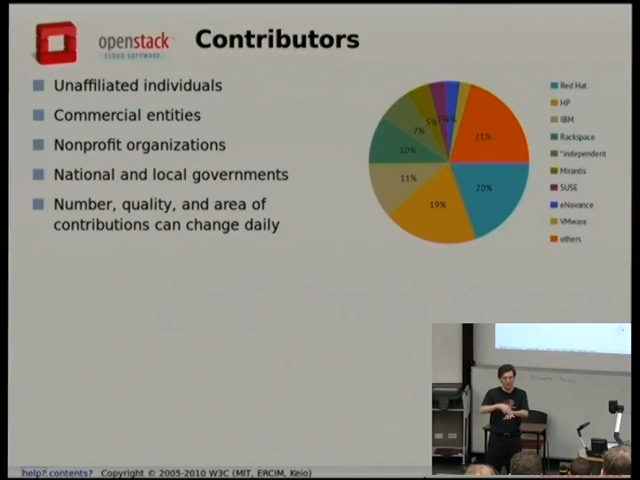 openstack
CLOUD SOFTWARE
Contributors
Unaffiliated individuals
Commercial entities
Nonprofit organizations
National and local governments
Number, quality, and area of
contributions can change daily
21%
20%
19%
11%
10%
7%
5%
Red Hat
HP
IBM
Rackspace
*independent
Mirantis
SUSE
eNovance
VMware
others
help? contents? Copyright © 2005-2010 W3C (MIT, ERCIM, Keio)